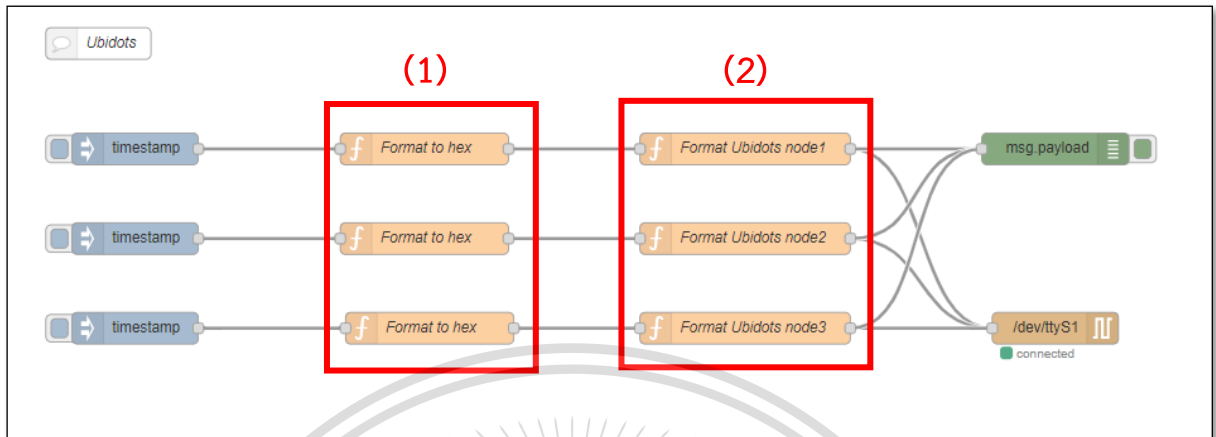 Ubidots
(1)
(2)
timestamp
Format to hex
Format Ubidots node1
msg.payload
timestamp
Format to hex
Format Ubidots node2
timestamp
Format to hex
Format Ubidots node3
/dev/ttyS1
connected